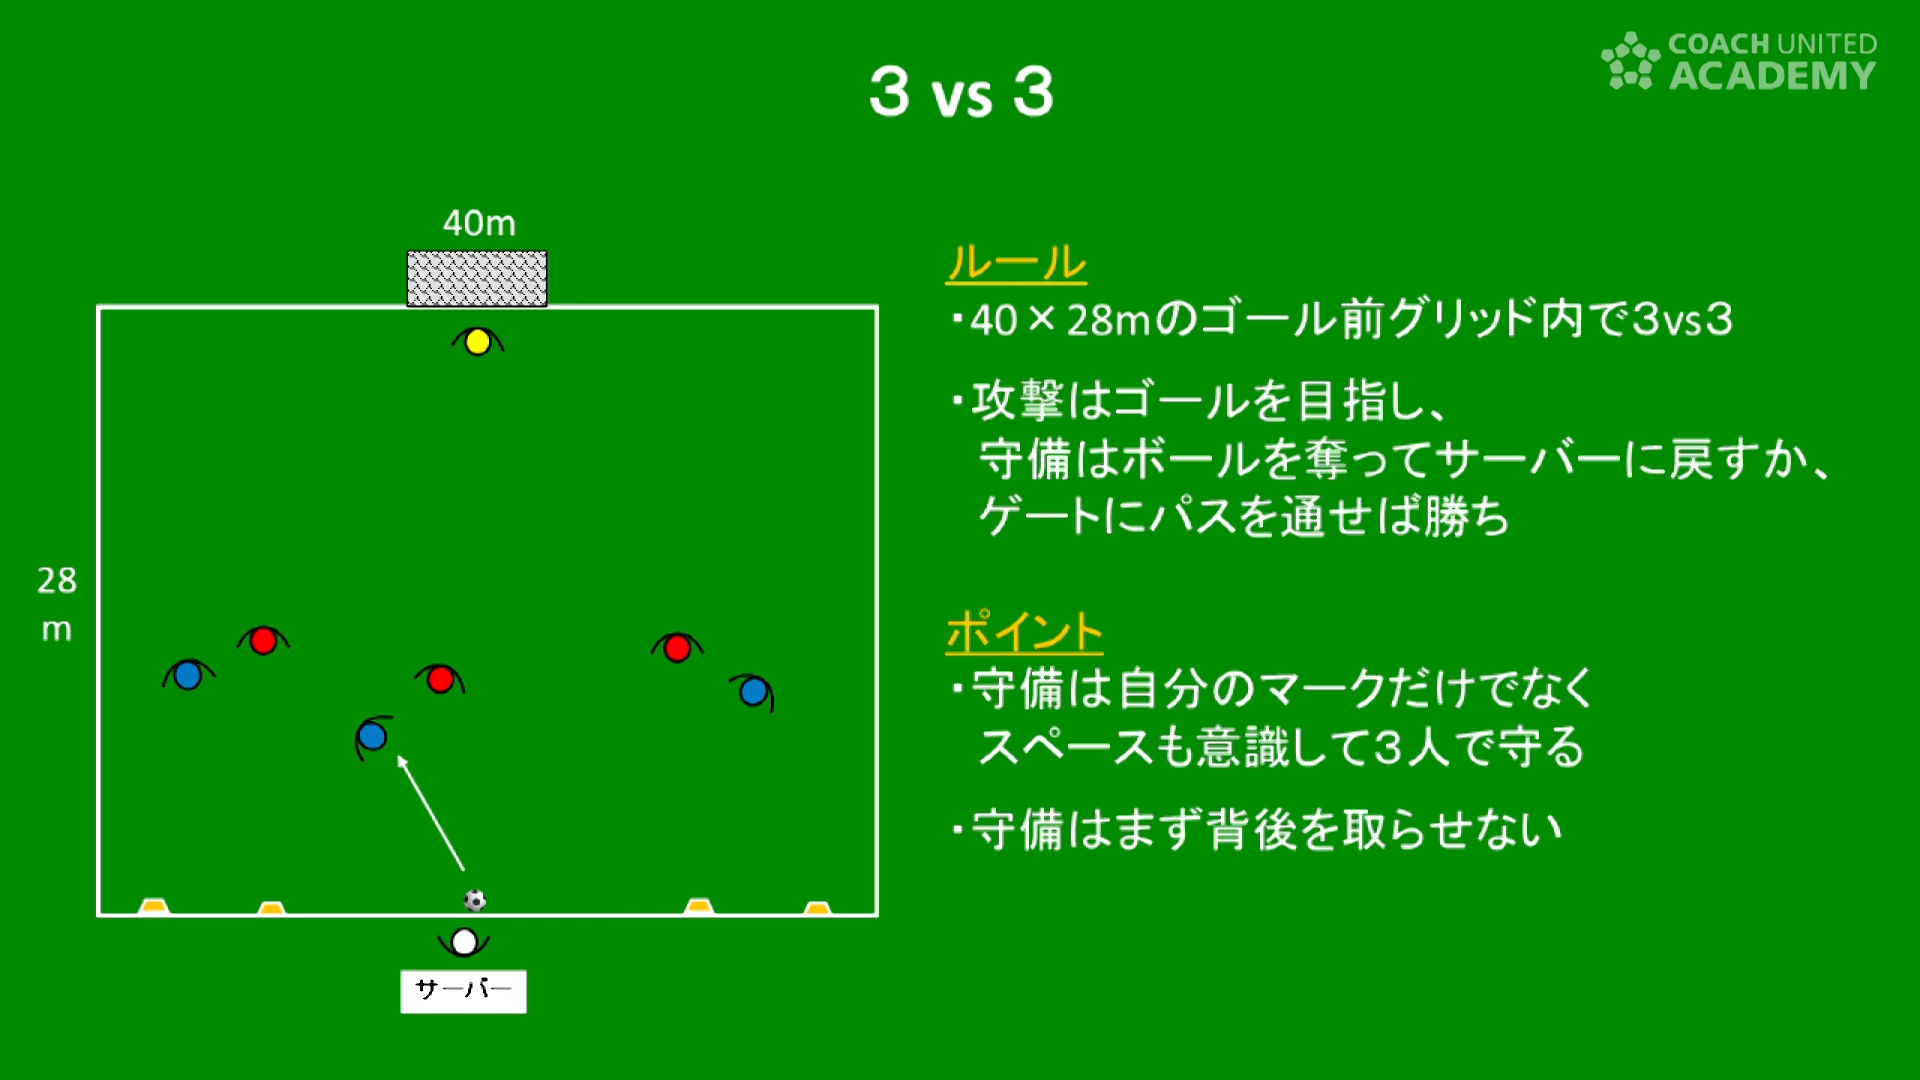 COACH UNITED
ACADEMY
３ vs ３
40m
28
m
サーバー
ルール
・40×28mのゴール前グリッド内で３vs３
・攻撃はゴールを目指し、
守備はボールを奪ってサーバーに戻すか、
ゲートにパスを通せば勝ち
ポイント
・守備は自分のマークだけでなく
スペースも意識して３人で守る
・守備はまず背後を取らせない